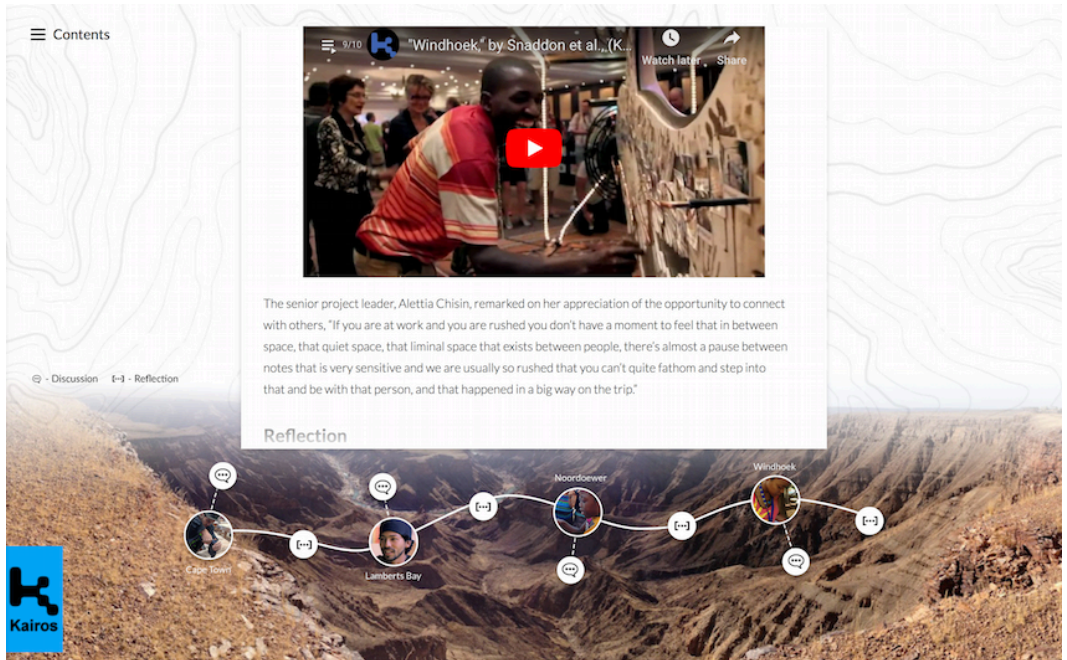 Contents
9/10 "Windhoek," by Snaddon et al., (K...
Watch later
Share
The senior project leader, Alettia Chisin, remarked on her appreciation of the opportunity to connect
with others, “If you are at work and you are rushed you don’t have a moment to feel that in between
space, that quiet space, that liminal space that exists between people, there’s almost a pause between
notes that is very sensitive and we are usually so rushed that you can’t quite fathom and step into
that and be with that person, and that happened in a big way on the trip.”
- Discussion [···] - Reflection
Reflection
Windhoek
Noordoewer
Cape Town
Lamberts Bay
Kairos